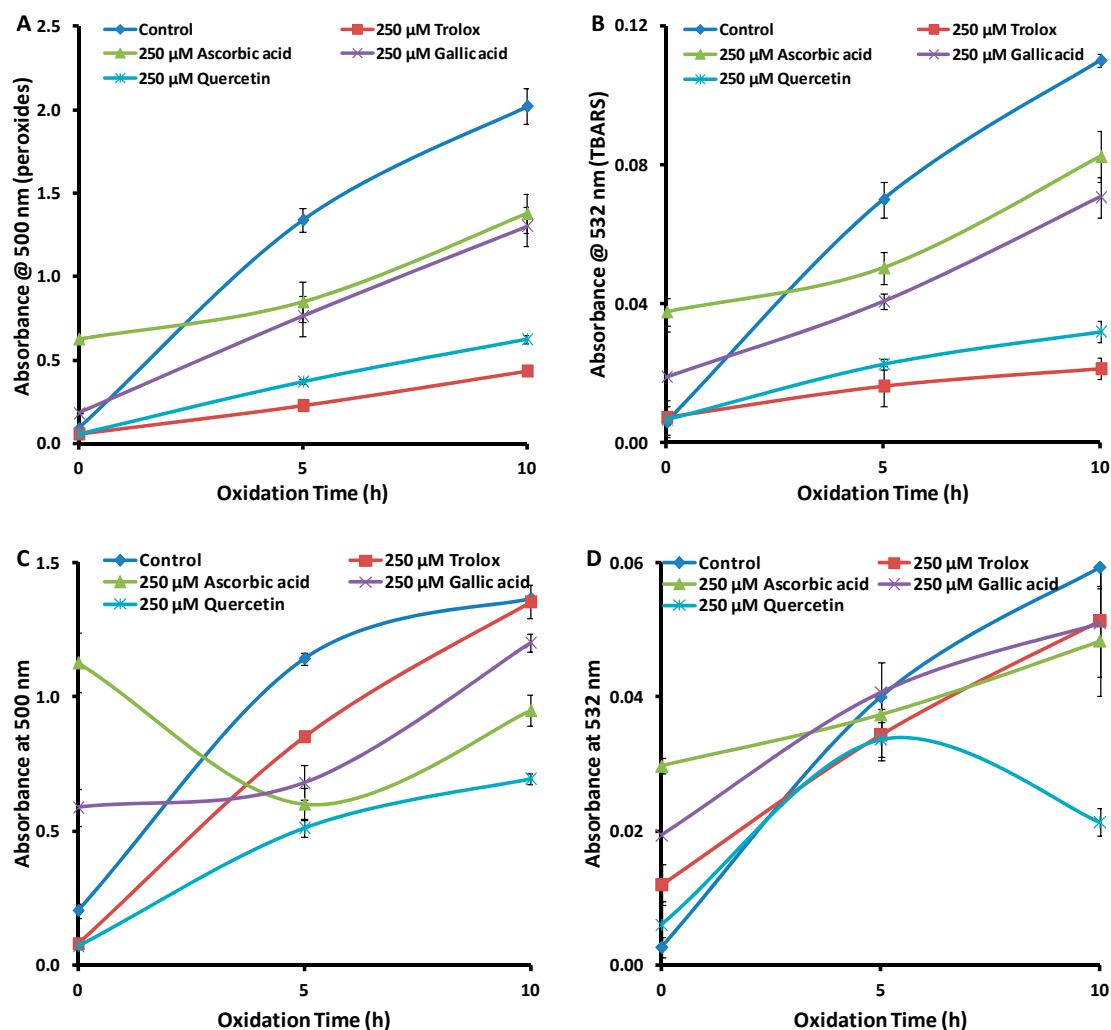 A
Control
250 μM Trolox
250 μM Ascorbic acid
250 μM Gallic acid
250 μM Quercetin
Absorbance @ 500 nm (peroxides)
2.5
2.0
1.5
1.0
0.5
0.0
0
5
10
Oxidation Time (h)
B
Control
250 μM Trolox
250 μM Ascorbic acid
250 μM Gallic acid
250 μM Quercetin
Absorbance @ 532 nm (TBARS)
0.12
0.08
0.04
0.00
0
5
10
Oxidation Time (h)
C
Control
250 μM Trolox
250 μM Ascorbic acid
250 μM Gallic acid
250 μM Quercetin
Absorbance at 500 nm
1.5
1.0
0.5
0.0
0
5
10
Oxidation Time (h)
D
Control
250 μM Trolox
250 μM Ascorbic acid
250 μM Gallic acid
250 μM Quercetin
Absorbance at 532 nm
0.06
0.04
0.02
0.00
0
5
10
Oxidation Time (h)